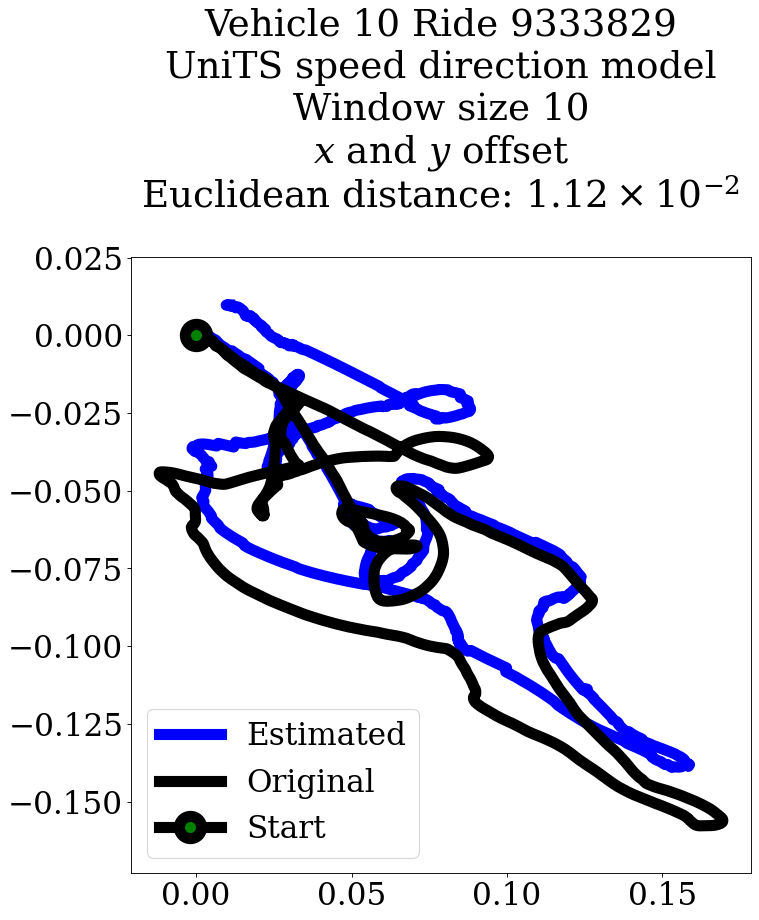 Vehicle 10 Ride 9333829
UniTS speed direction model
Window size 10
x and y offset
Euclidean distance: 1.12 × 10⁻²
0.025
0.000
−0.025
−0.050
−0.075
−0.100
−0.125
−0.150
Estimated
Original
Start
0.00 0.05 0.10 0.15